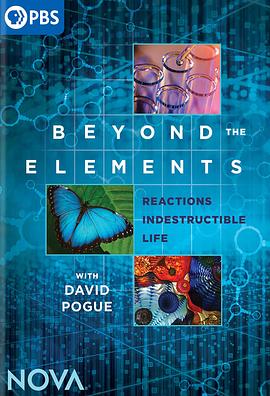 PBS
BEYOND THE
ELEMENTS
REACTIONS
INDESTRUCTIBLE
LIFE
WITH
DAVID
POGUE
NOVA